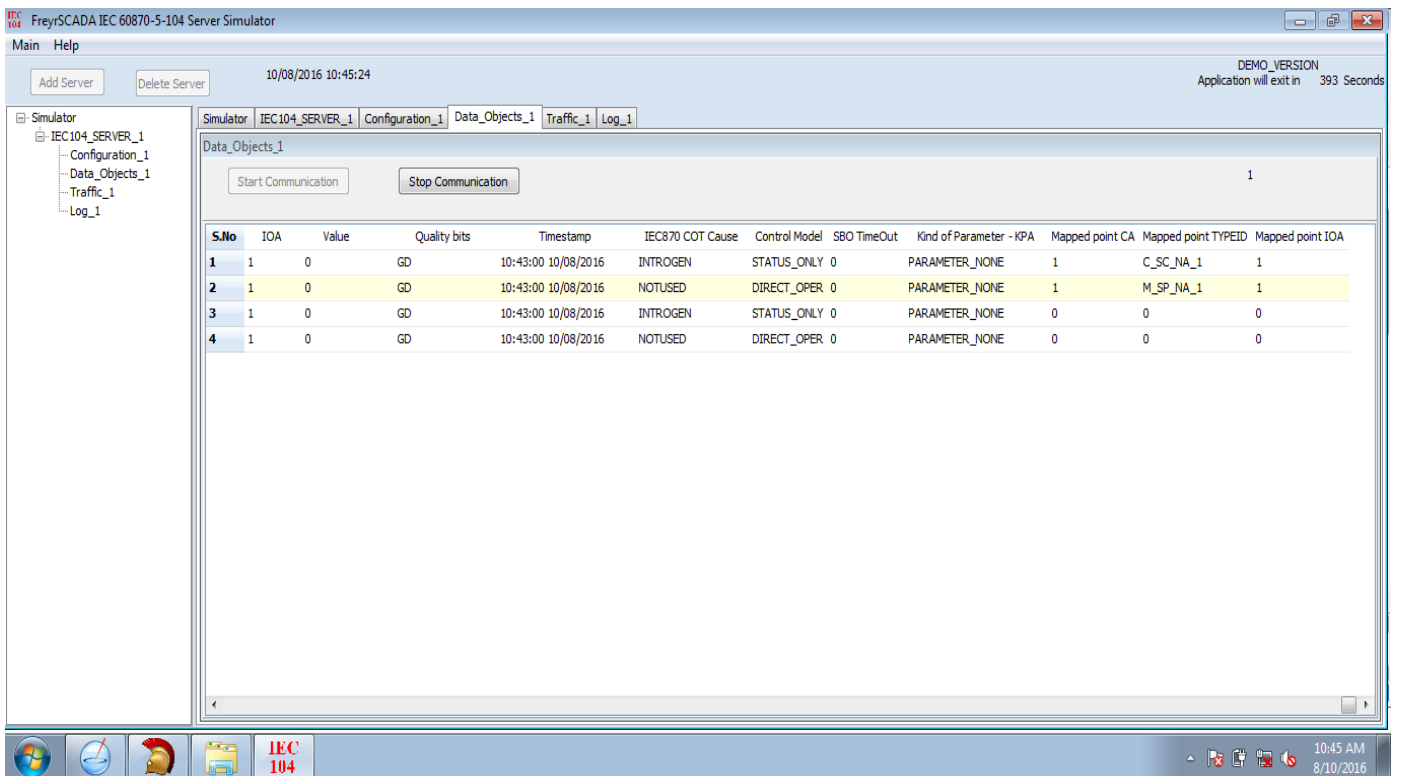 IEC 104 FreyrSCADA IEC 60870-5-104 Server Simulator
Main Help
Add Server Delete Server 10/08/2016 10:45:24 DEMO_VERSION
Application will exit in 393 Seconds
Simulator
IEC104_SERVER_1
Configuration_1
Data_Objects_1
Traffic_1
Log_1
Simulator IEC104_SERVER_1 Configuration_1 Data_Objects_1 Traffic_1 Log_1
Data_Objects_1
Start Communication Stop Communication 1
S.No IOA Value Quality bits Timestamp IEC870 COT Cause Control Model SBO TimeOut Kind of Parameter - KPA Mapped point CA Mapped point TYPEID Mapped point IOA
1 1 0 GD 10:43:00 10/08/2016 INTROGEN STATUS_ONLY 0 PARAMETER_NONE 1 C_SC_NA_1 1
2 1 0 GD 10:43:00 10/08/2016 NOTUSED DIRECT_OPER 0 PARAMETER_NONE 1 M_SP_NA_1 1
3 1 0 GD 10:43:00 10/08/2016 INTROGEN STATUS_ONLY 0 PARAMETER_NONE 0 0 0
4 1 0 GD 10:43:00 10/08/2016 NOTUSED DIRECT_OPER 0 PARAMETER_NONE 0 0 0
IEC
104
10:45 AM
8/10/2016